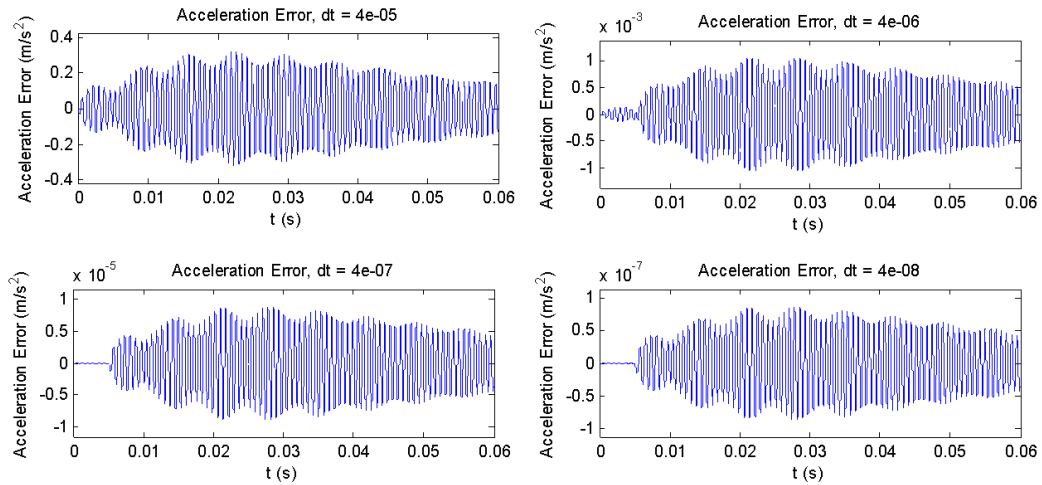 Acceleration Error, dt = 4e-05
Acceleration Error (m/s²)
0.4
0.2
0
-0.2
-0.4
0 0.01 0.02 0.03 0.04 0.05 0.06
t (s)
Acceleration Error, dt = 4e-06
x 10⁻³
Acceleration Error (m/s²)
1
0.5
0
-0.5
-1
0 0.01 0.02 0.03 0.04 0.05 0.06
t (s)
Acceleration Error, dt = 4e-07
x 10⁻⁵
Acceleration Error (m/s²)
1
0.5
0
-0.5
-1
0 0.01 0.02 0.03 0.04 0.05 0.06
t (s)
Acceleration Error, dt = 4e-08
x 10⁻⁷
Acceleration Error (m/s²)
1
0.5
0
-0.5
-1
0 0.01 0.02 0.03 0.04 0.05 0.06
t (s)